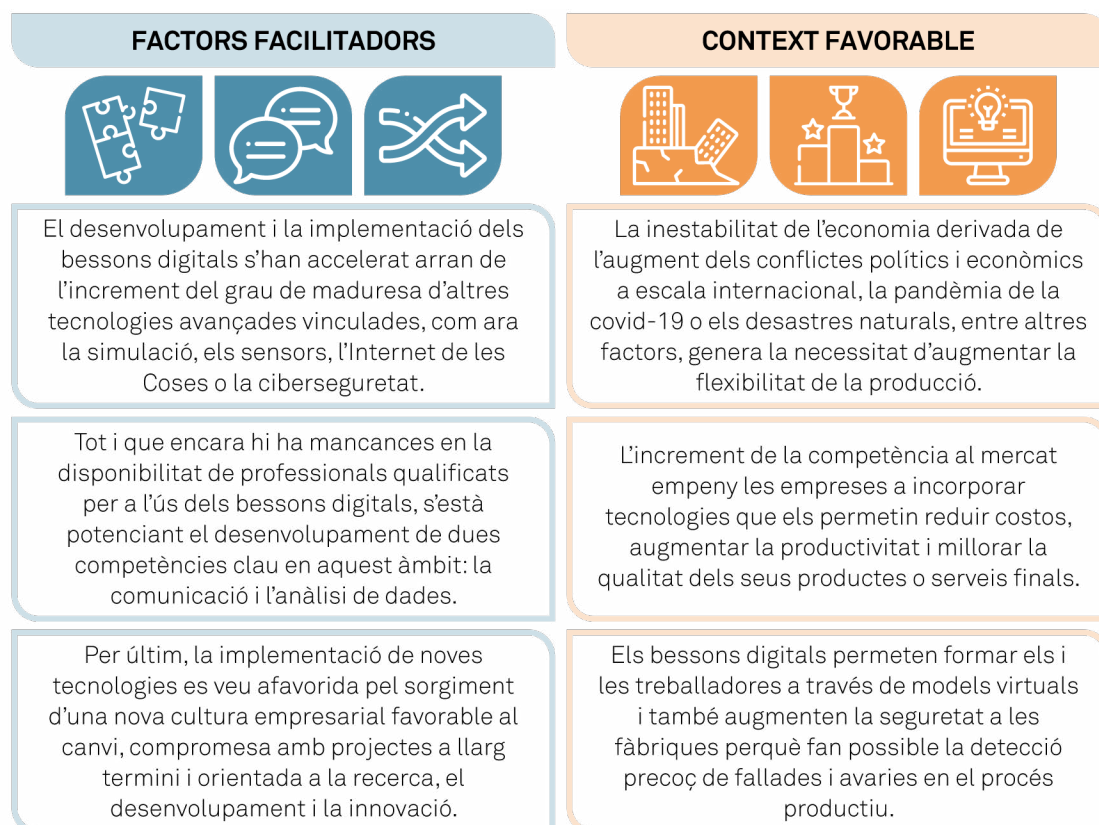 FACTORS FACILITADORS
El desenvolupament i la implementació dels
bessons digitals s'han accelerat arran de
l'increment del grau de maduresa d'altres
tecnologies avançades vinculades, com ara
la simulació, els sensors, l'Internet de les
Coses o la ciberseguretat.
Tot i que encara hi ha mancances en la
disponibilitat de professionals qualificats
per a l'ús dels bessons digitals, s'està
potenciant el desenvolupament de dues
competències clau en aquest àmbit: la
comunicació i l'anàlisi de dades.
Per últim, la implementació de noves
tecnologies es veu afavorida pel sorgiment
d'una nova cultura empresarial favorable al
canvi, compromesa amb projectes a llarg
termini i orientada a la recerca, el
desenvolupament i la innovació.
CONTEXT FAVORABLE
La inestabilitat de l'economia derivada de
l'augment dels conflictes polítics i econòmics
a escala internacional, la pandèmia de la
covid-19 o els desastres naturals, entre altres
factors, genera la necessitat d'augmentar la
flexibilitat de la producció.
L'increment de la competència al mercat
empeny les empreses a incorporar
tecnologies que els permetin reduir costos,
augmentar la productivitat i millorar la
qualitat dels seus productes o serveis finals.
Els bessons digitals permeten formar els i
les treballadores a través de models virtuals
i també augmenten la seguretat a les
fàbriques perquè fan possible la detecció
precoç de fallades i avaries en el procés
productiu.